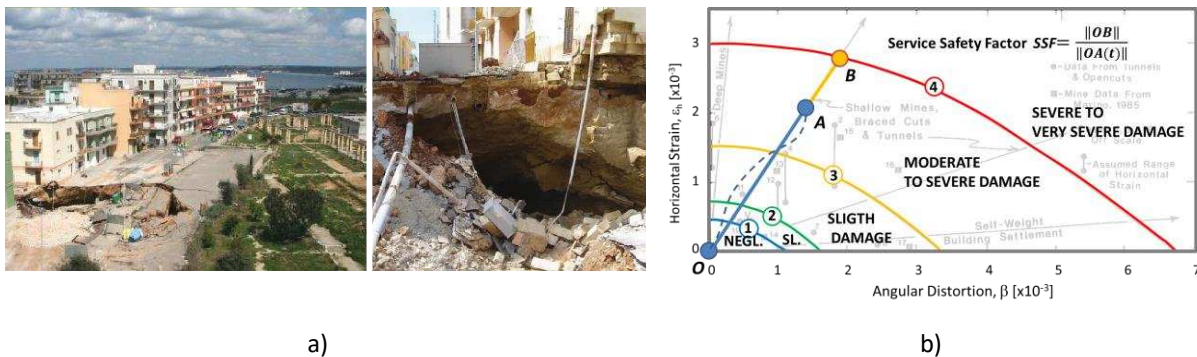 Service Safety Factor SSF= ‖OB‖ / ‖OA(t)‖
3
2
1
0
Horizontal Strain, εh [x10⁻³]
Deep Mines
B
A
4
Data From Tunnels
& Opencuts
Mine Data From
1985
Shallow Mines,
Braced Cuts
& Tunnels
SEVERE TO
VERY SEVERE DAMAGE
Scale
MODERATE
TO SEVERE DAMAGE
Assumed Range
of Horizontal
Strain
3
2
1
NEGL.
SL.
SLIGTH
DAMAGE
Self-Weight
Building Settlement
O
0 1 2 3 4 5 6 7
Angular Distortion, β [x10⁻³]
a)
b)